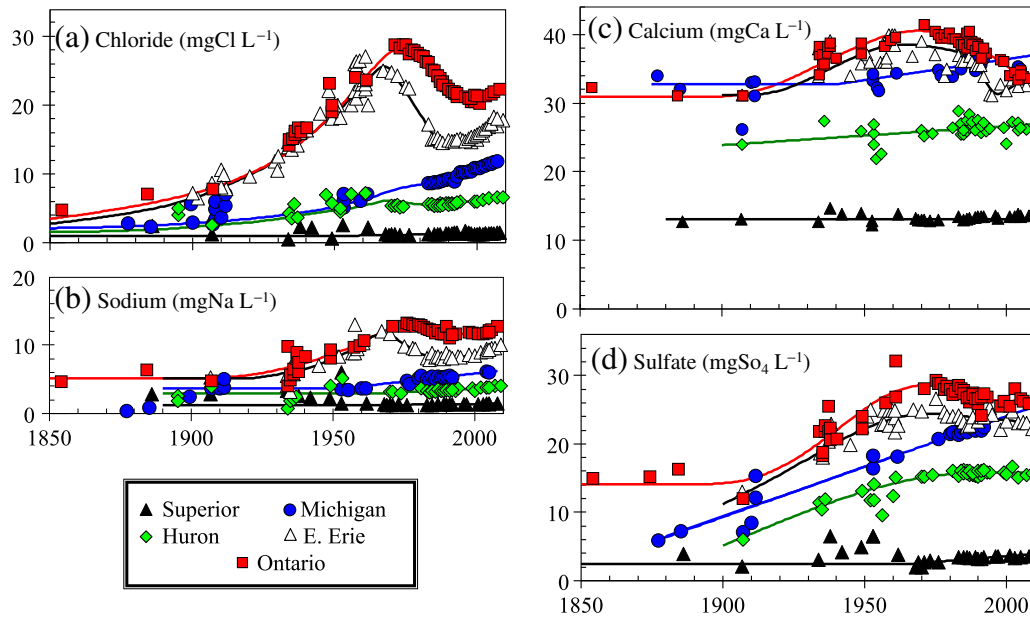 (a) Chloride (mgCl L⁻¹)
30
20
10
0
(b) Sodium (mgNa L⁻¹)
20
10
0
1850 1900 1950 2000
Superior Michigan
Huron E. Erie
Ontario
(c) Calcium (mgCa L⁻¹)
40
30
20
10
0
(d) Sulfate (mgSo₄ L⁻¹)
30
20
10
0
1850 1900 1950 2000